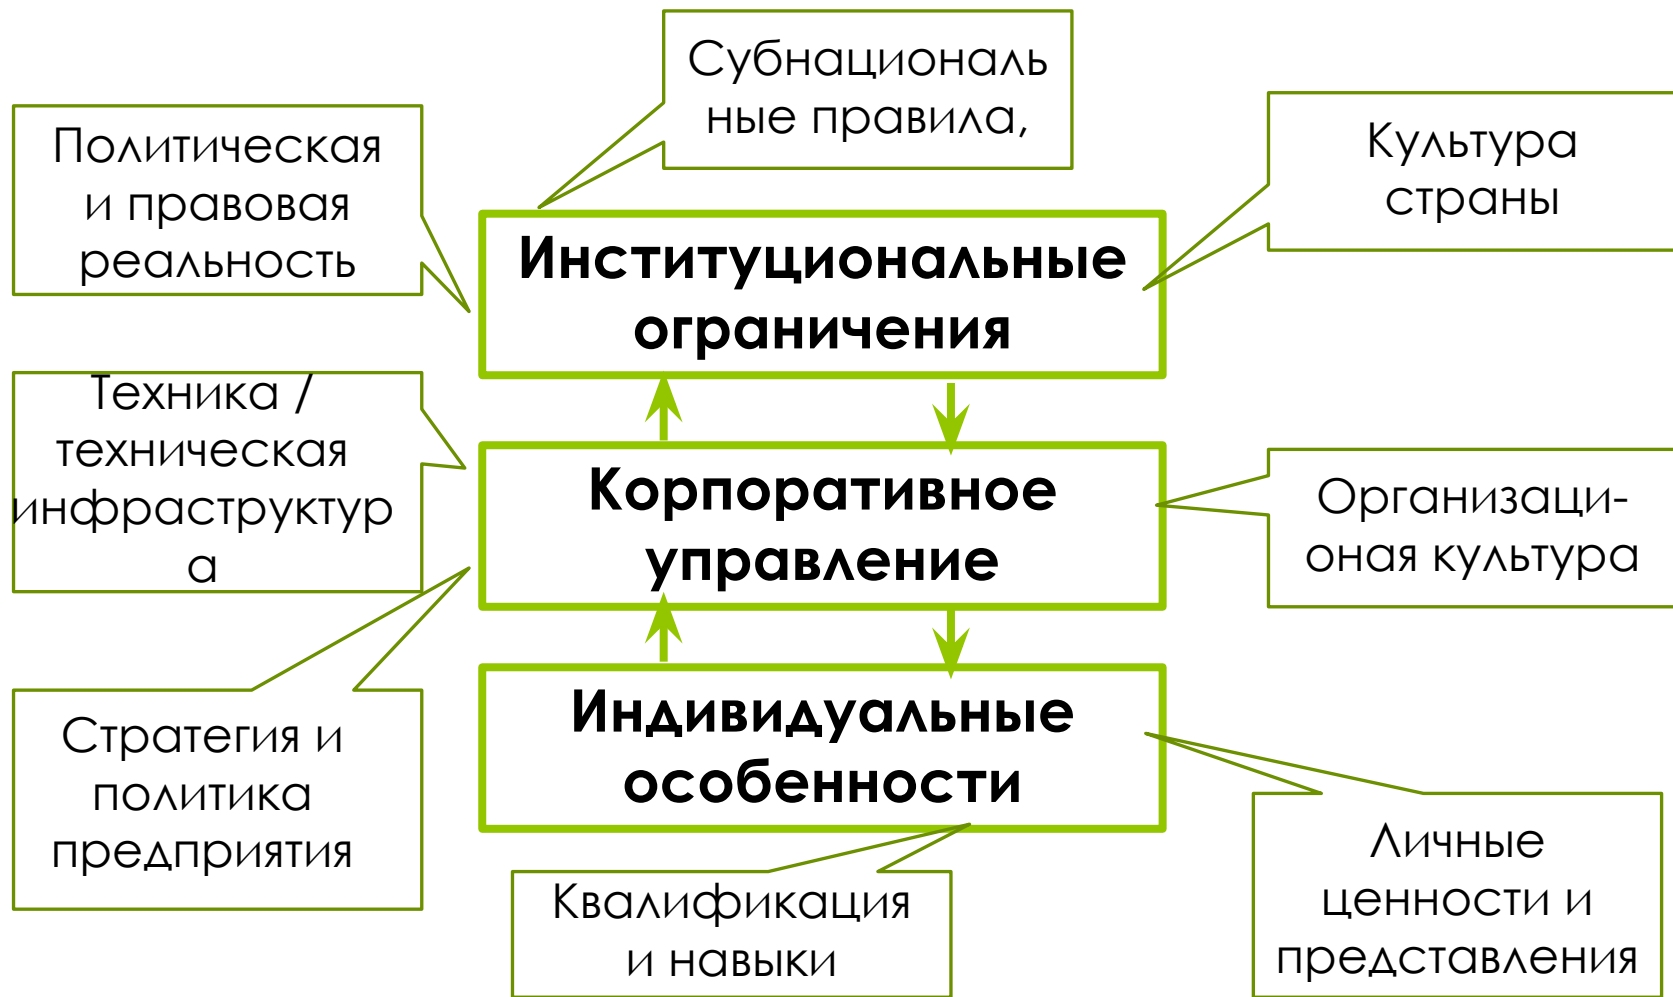 Субнациональ
ные правила,
Политическая
и правовая
реальность
Культура
страны
Институциональные
ограничения
Техника /
техническая
инфраструктур
а
Корпоративное
управление
Организаци-
оная культура
Стратегия и
политика
предприятия
Индивидуальные
особенности
Квалификация
и навыки
Личные
ценности и
представления